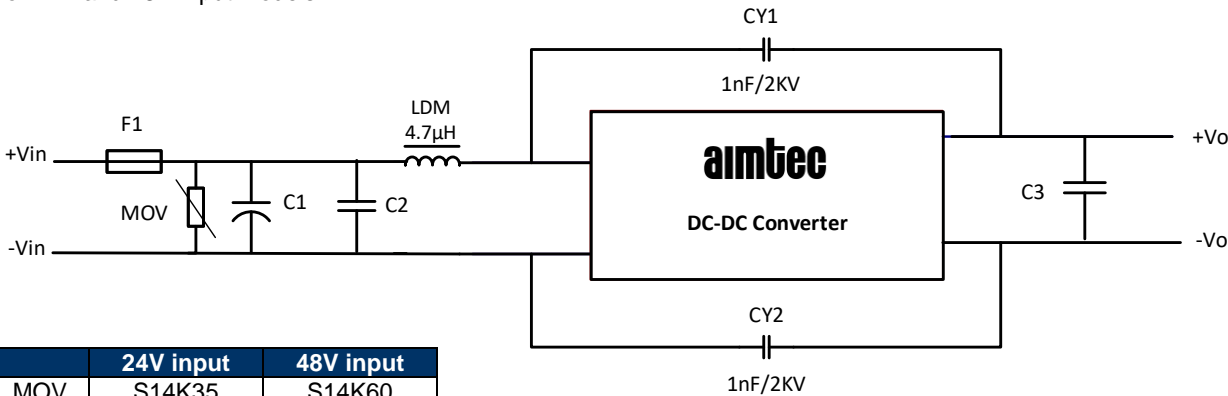 CY1
1nF/2KV
LDM
4.7µH
F1
+Vin
MOV
C1
C2
-Vin
aimtec
DC-DC Converter
+Vo
C3
-Vo
CY2
1nF/2KV
24V input 48V input
MOV S14K35 S14K60